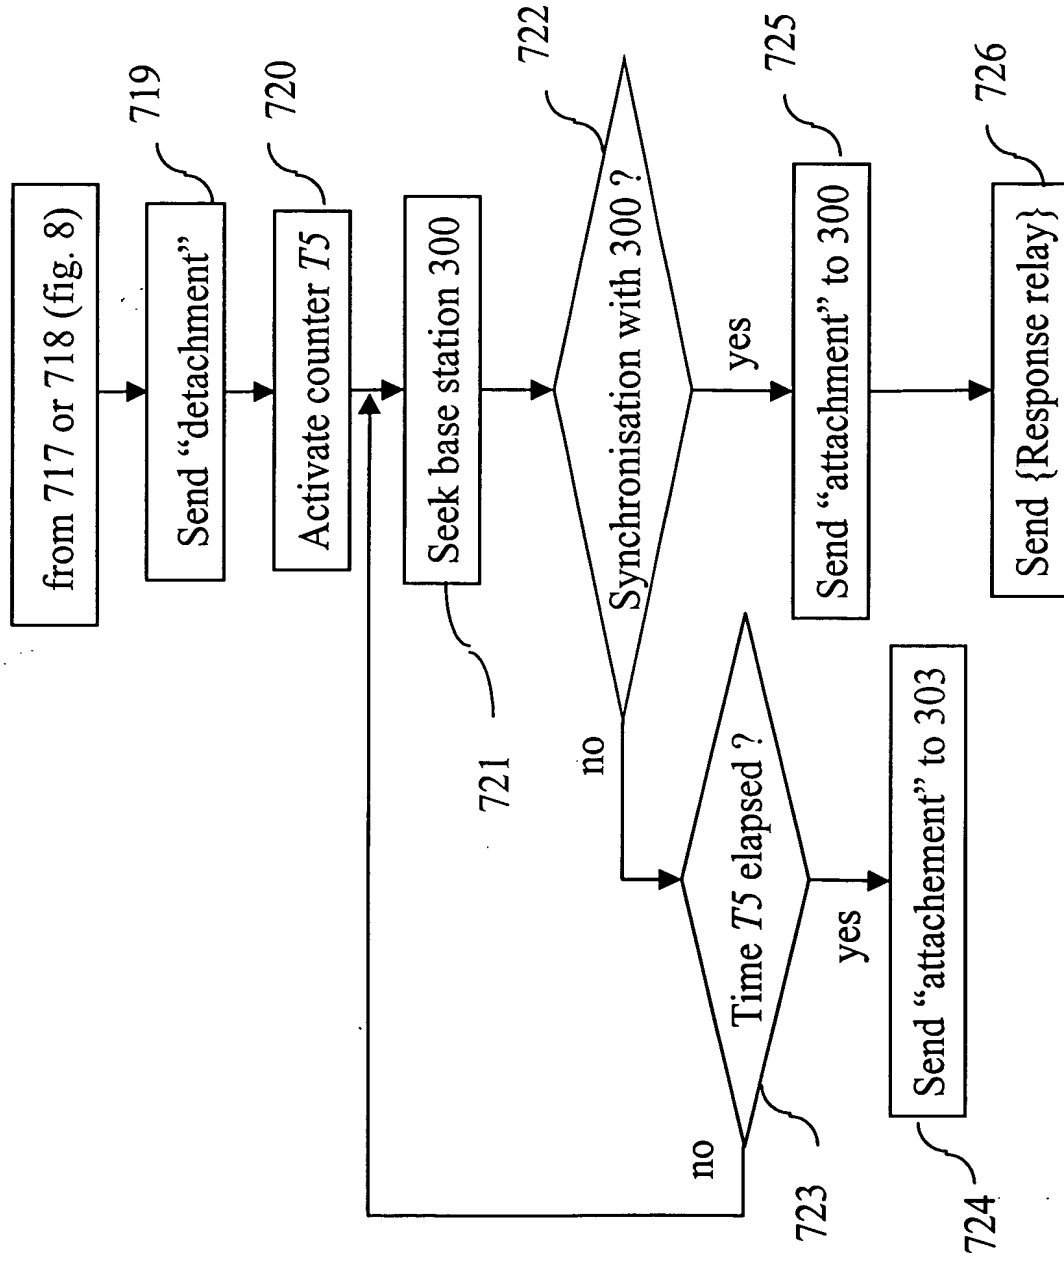 from 717 or 718 (fig. 8)
719
Send “detachment”
720
Activate counter T5
Seek base station 300
721
722
Synchronisation with 300 ?
no
yes
Time T5 elapsed ?
no
723
yes
725
Send “attachment” to 300
Send “attachement” to 303
724
726
Send {Response relay}